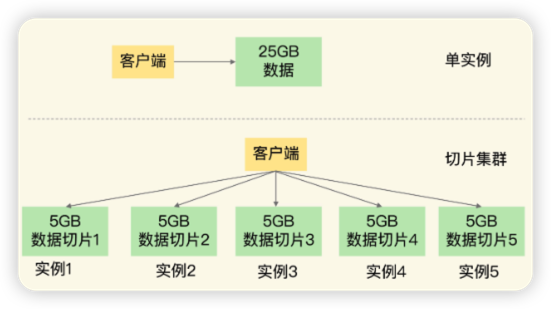 客户端
25GB
数据
单实例
客户端
切片集群
5GB
数据切片1
5GB
数据切片2
5GB
数据切片3
5GB
数据切片4
5GB
数据切片5
实例1
实例2
实例3
实例4
实例5